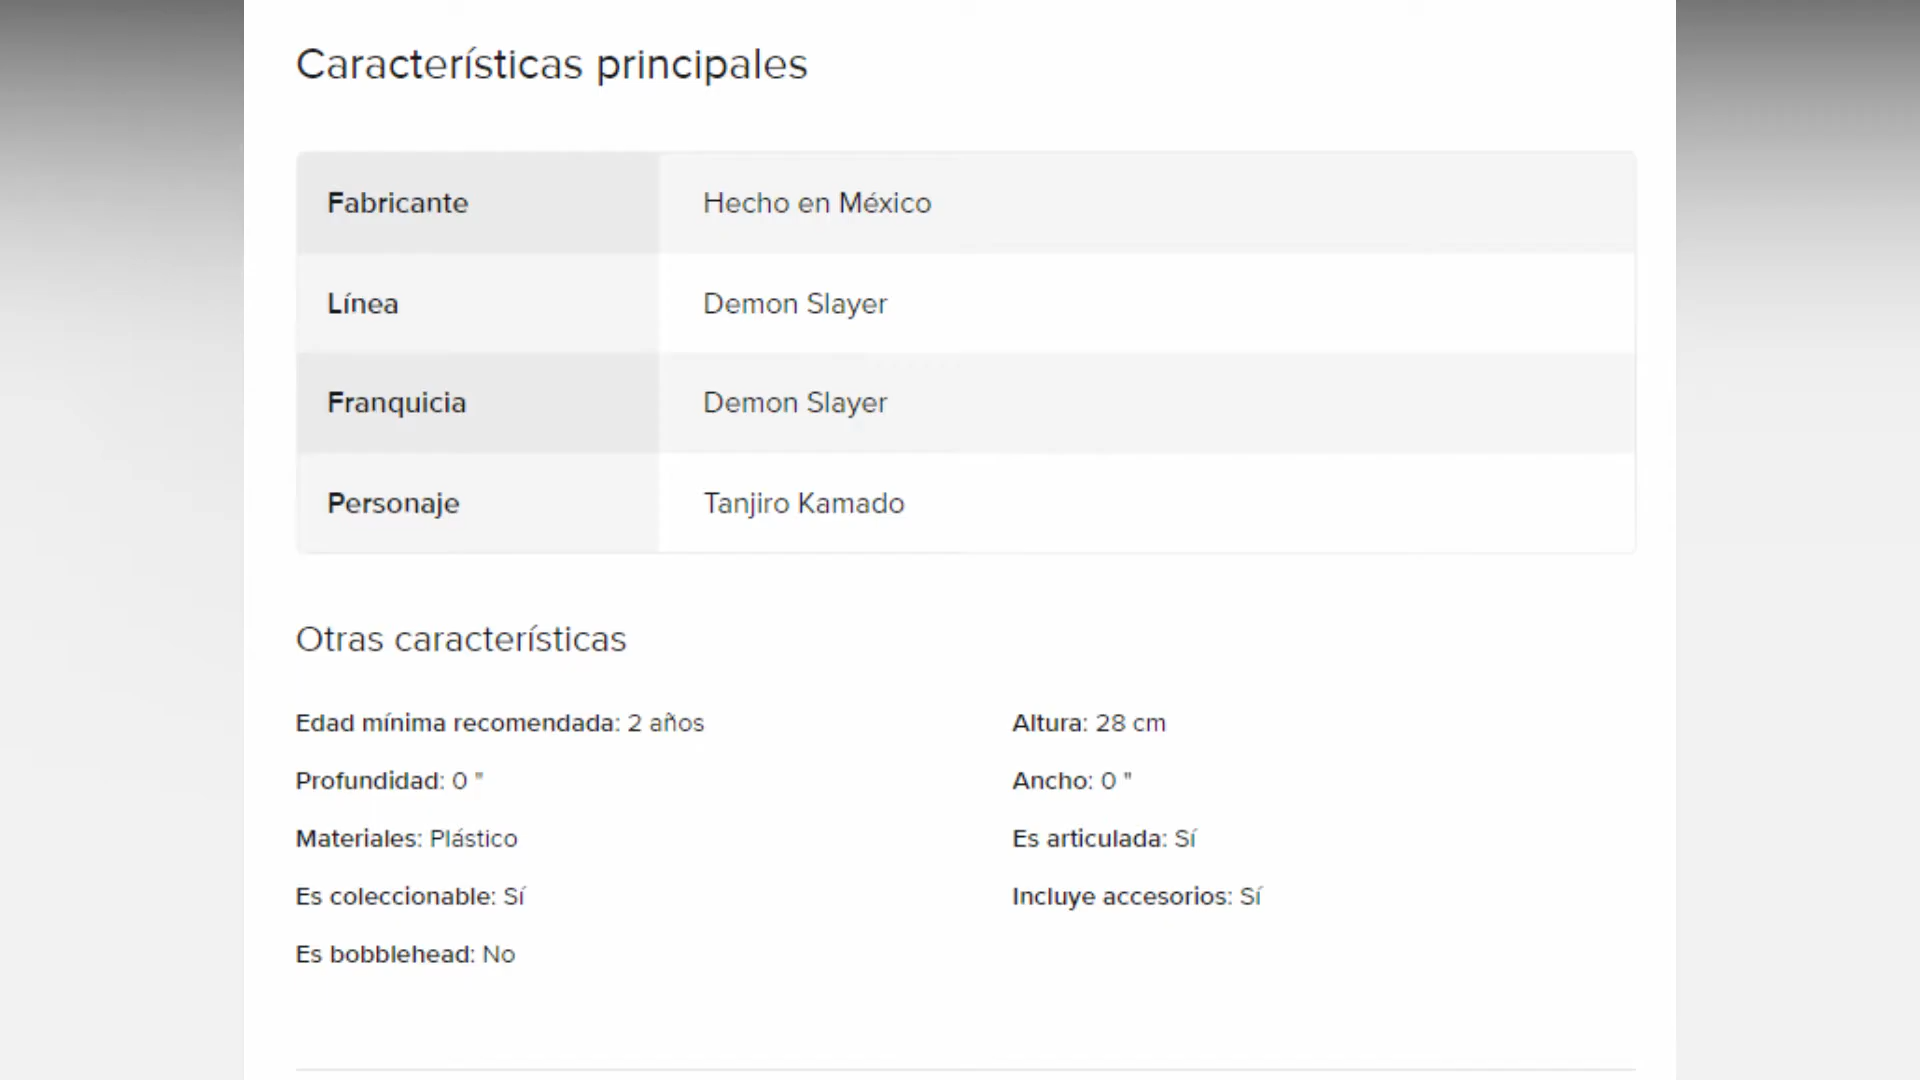 Características principales
Fabricante Hecho en México
Línea Demon Slayer
Franquicia Demon Slayer
Personaje Tanjiro Kamado
Otras características
Edad mínima recomendada: 2 años Altura: 28 cm
Profundidad: 0 " Ancho: 0 "
Materiales: Plástico Es articulada: Sí
Es coleccionable: Sí Incluye accesorios: Sí
Es bobblehead: No